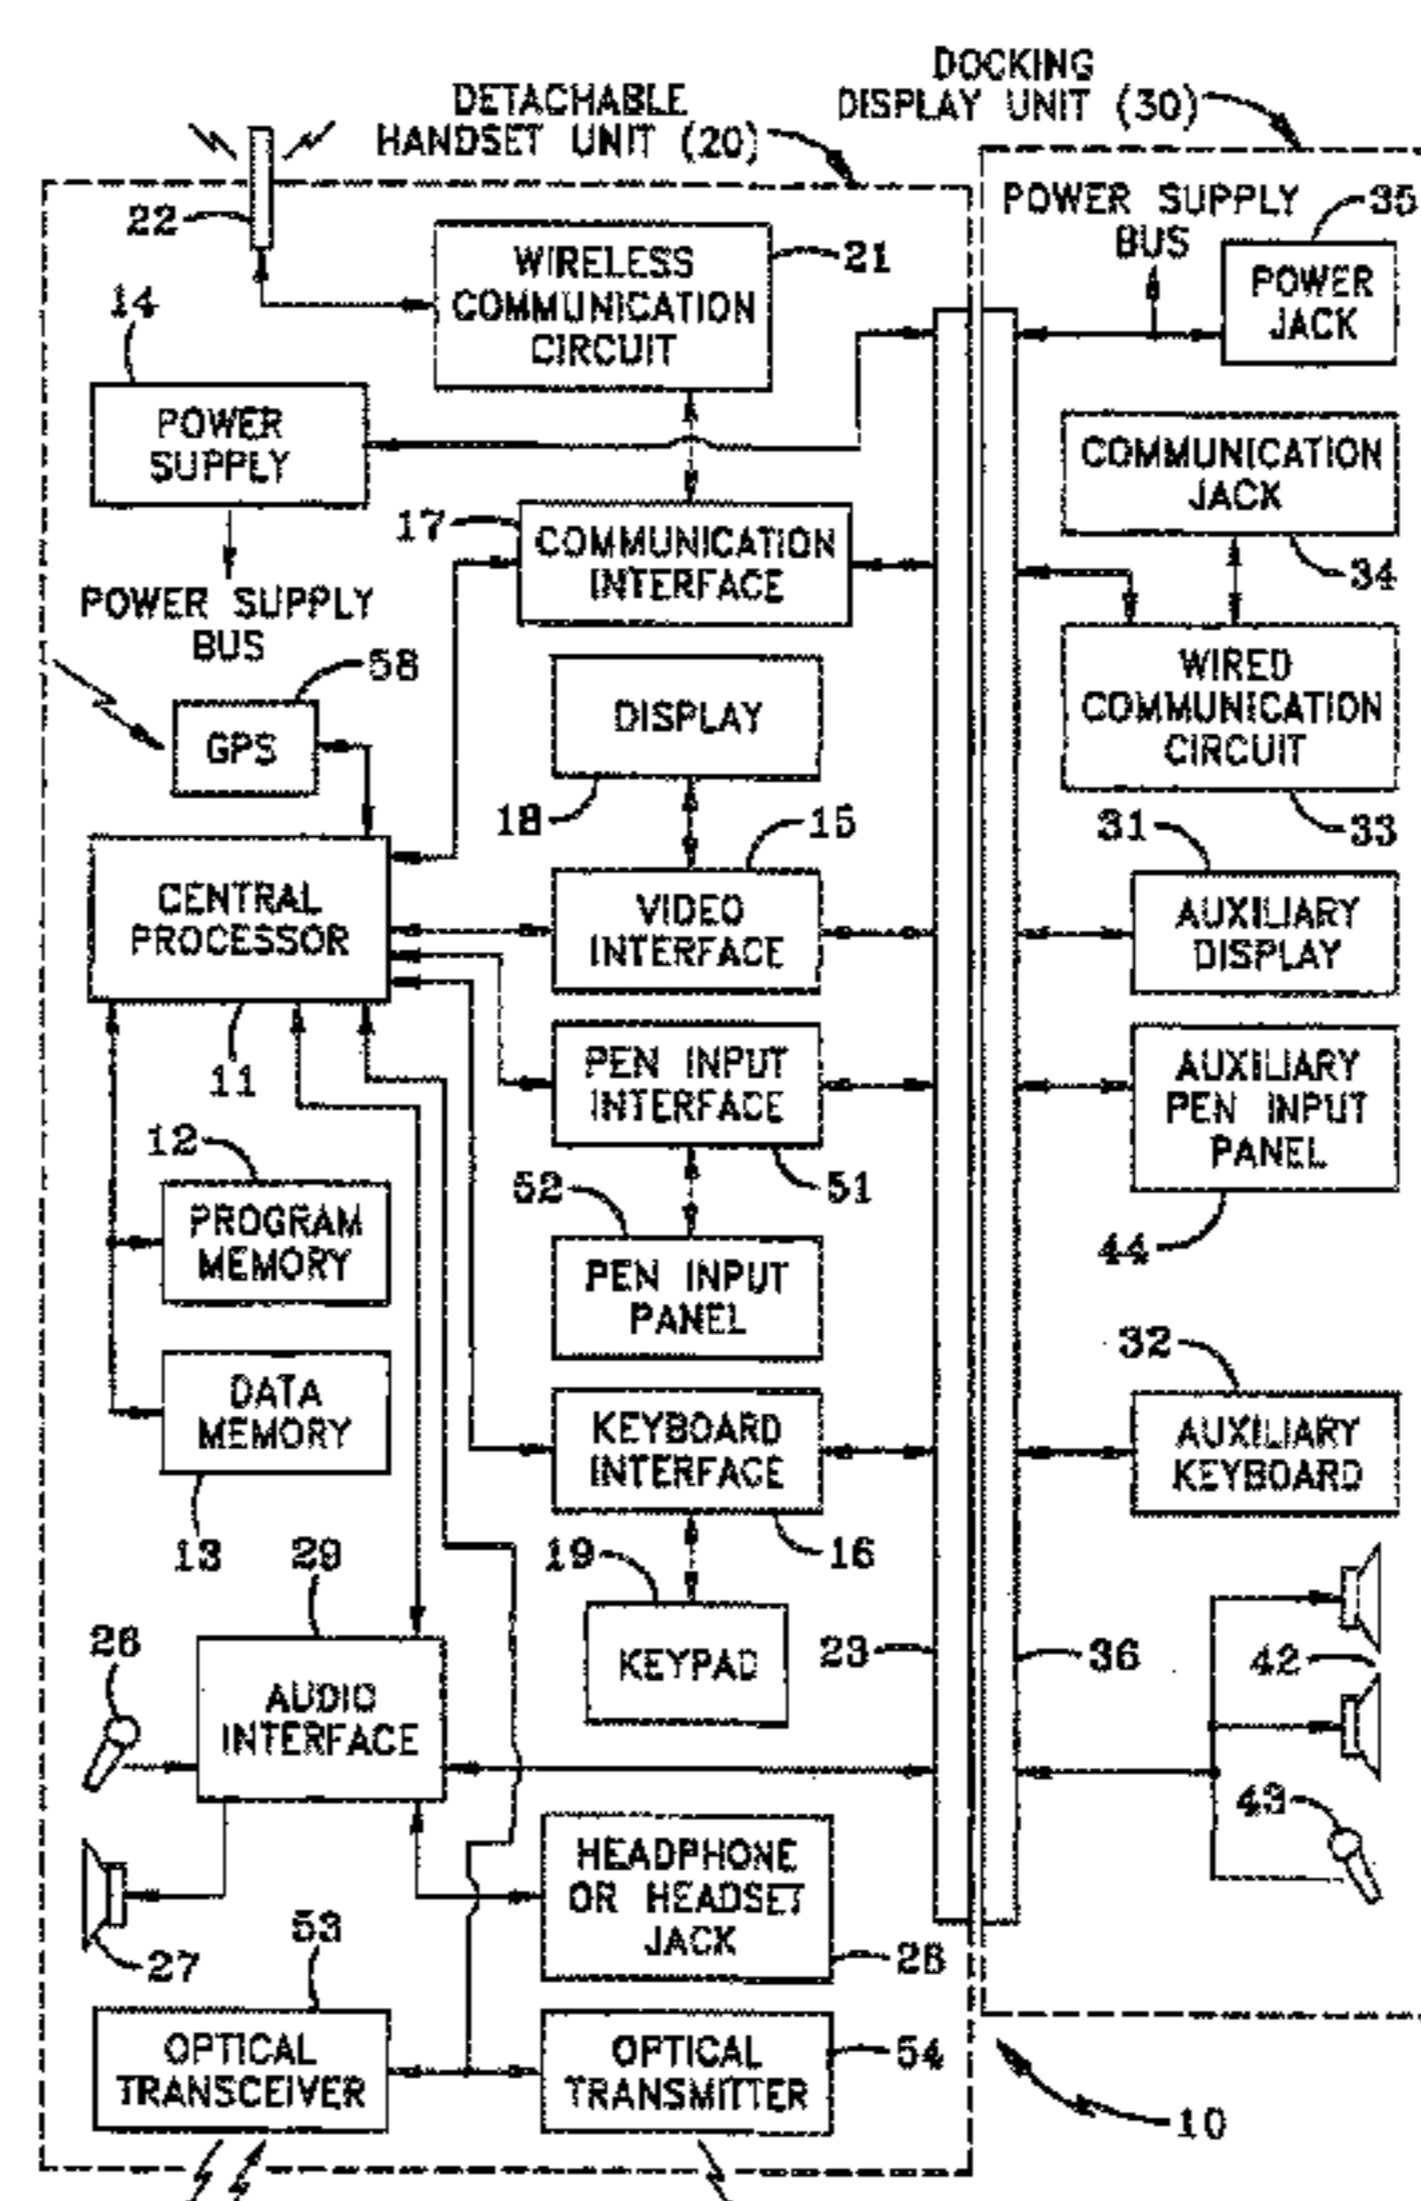 DOCKING
DISPLAY UNIT (30)
DETACHABLE
HANDSET UNIT (20)
22
WIRELESS
COMMUNICATION
CIRCUIT
21
POWER SUPPLY
BUS
35
POWER
JACK
14
POWER
SUPPLY
COMMUNICATION
JACK
34
17
COMMUNICATION
INTERFACE
POWER SUPPLY
BUS
58
GPS
DISPLAY
18
WIRED
COMMUNICATION
CIRCUIT
33
15
31
CENTRAL
PROCESSOR
11
VIDEO
INTERFACE
AUXILIARY
DISPLAY
PEN INPUT
INTERFACE
51
AUXILIARY
PEN INPUT
PANEL
44
12
PROGRAM
MEMORY
52
PEN INPUT
PANEL
DATA
MEMORY
13
KEYBOARD
INTERFACE
16
32
AUXILIARY
KEYBOARD
29
19
KEYPAD
23
36
42
26
AUDIO
INTERFACE
43
27
HEADPHONE
OR HEADSET
JACK
53
OPTICAL
TRANSCEIVER
OPTICAL
TRANSMITTER
54
10